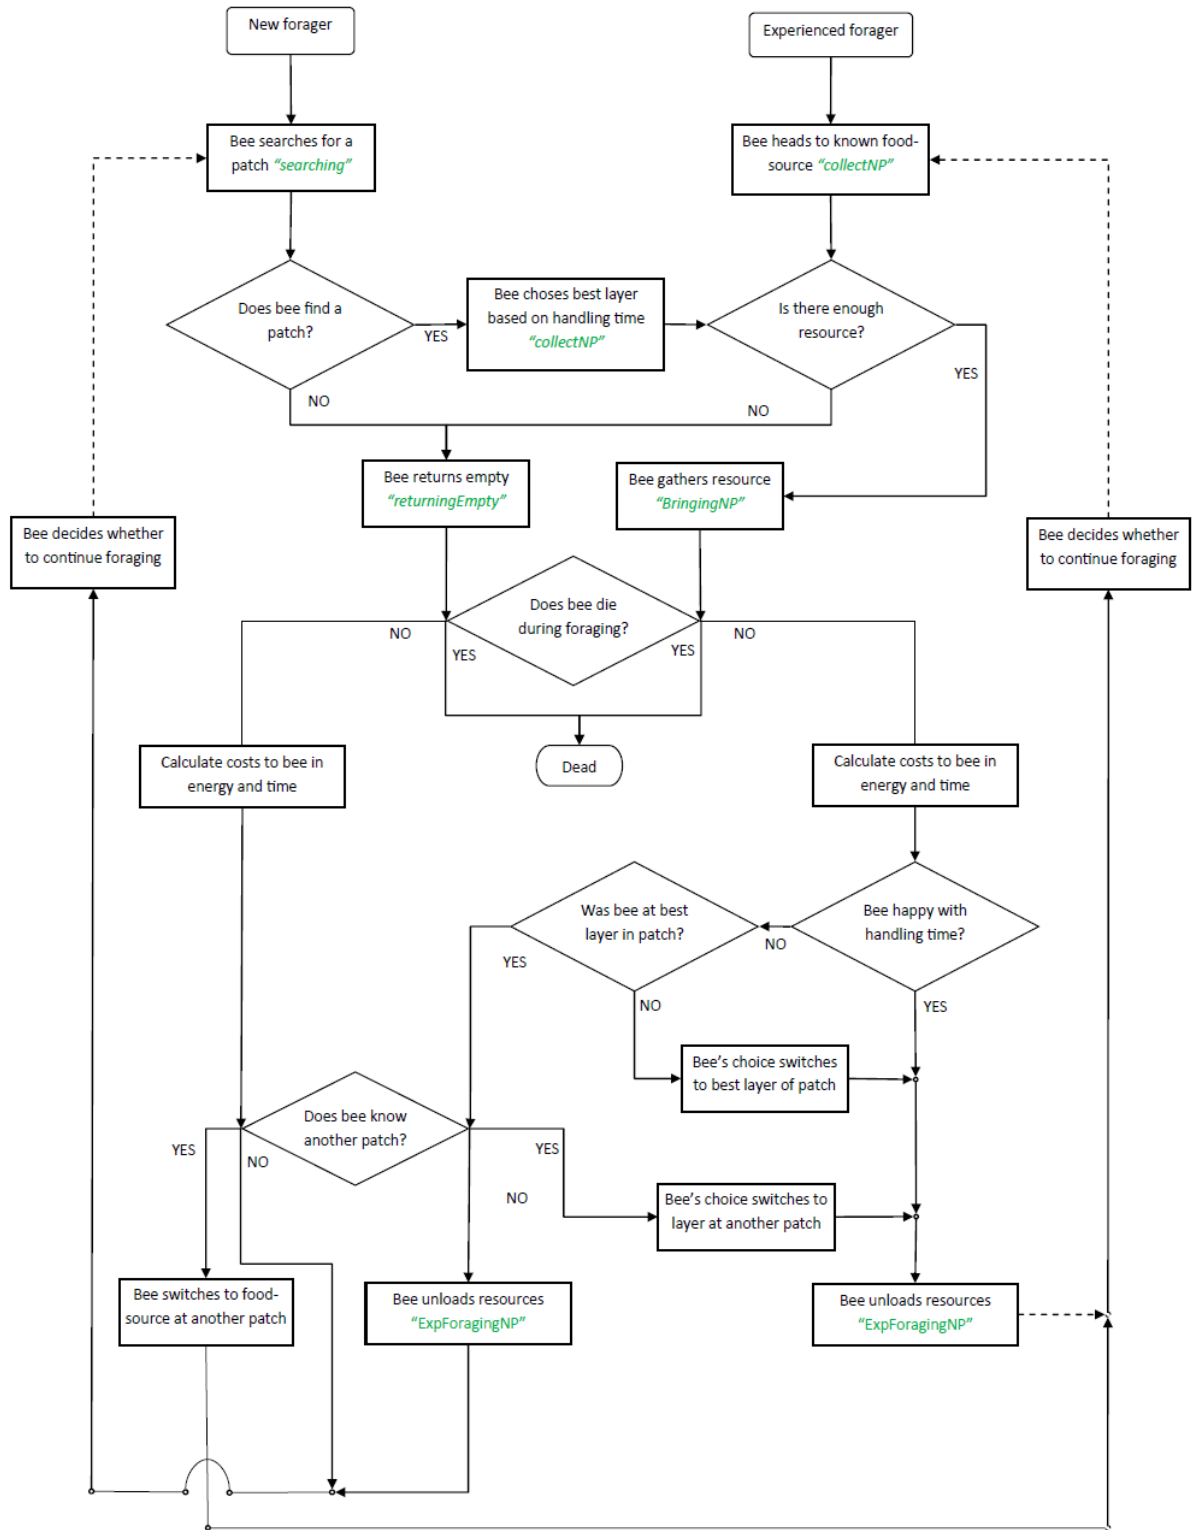 New forager
Experienced forager
Bee searches for a
patch “searching”
Bee heads to known food-
source “collectNP”
Does bee find a
patch?
YES
Bee choses best layer
based on handling time
“collectNP”
Is there enough
resource?
YES
NO
NO
Bee returns empty
“returningEmpty”
Bee gathers resource
“BringingNP”
Bee decides whether
to continue foraging
Bee decides whether
to continue foraging
Does bee die
during foraging?
NO
YES
YES
NO
Dead
Calculate costs to bee in
energy and time
Calculate costs to bee in
energy and time
Was bee at best
layer in patch?
Bee happy with
handling time?
NO
YES
NO
YES
Bee’s choice switches
to best layer of patch
Does bee know
another patch?
YES
NO
YES
NO
Bee’s choice switches to
layer at another patch
Bee switches to food-
source at another patch
Bee unloads resources
“ExpForagingNP”
Bee unloads resources
“ExpForagingNP”